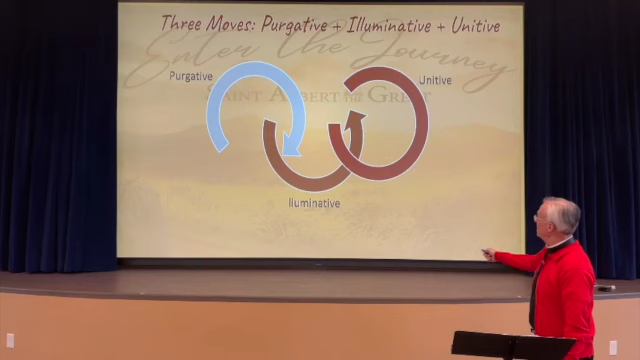 Three Moves: Purgative + Illuminative + Unitive
Enter the Journey
Purgative
Unitive
SAINT ALBERT THE GREAT
Illuminative